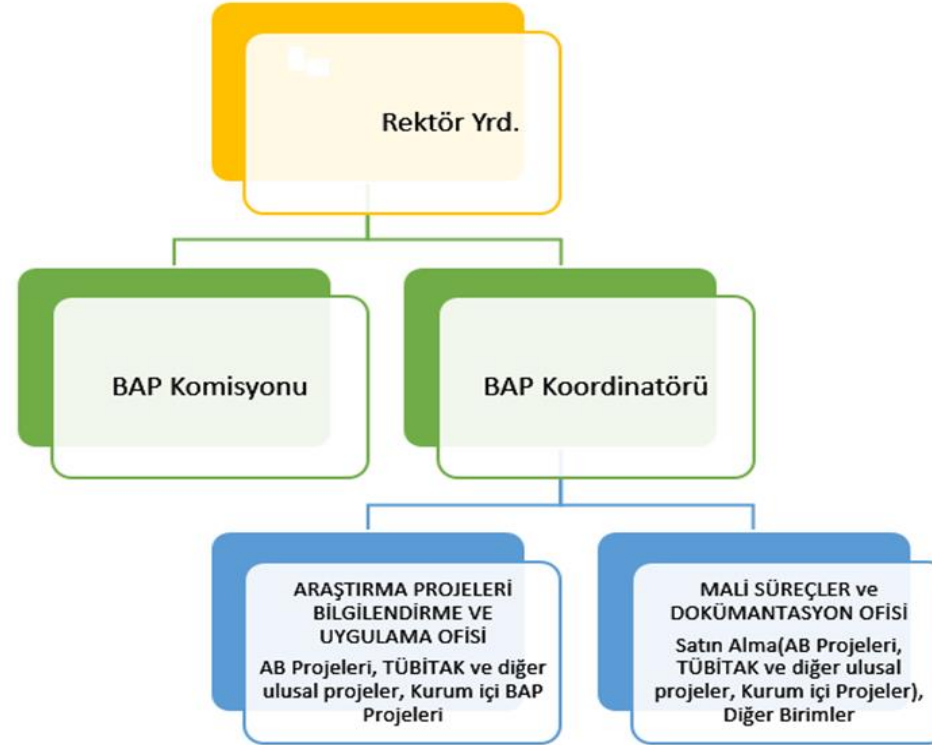 Rektör Yrd.
BAP Komisyonu
BAP Koordinatörü
ARAŞTIRMA PROJELERİ
BİLGİLENDİRME VE
UYGULAMA OFİSİ
AB Projeleri, TÜBİTAK ve diğer
ulusal projeler, Kurum içi BAP
Projeleri
MALİ SÜREÇLER ve
DOKÜMANTASYON OFİSİ
Satın Alma(AB Projeleri,
TÜBİTAK ve diğer ulusal
projeler, Kurum içi Projeler),
Diğer Birimler